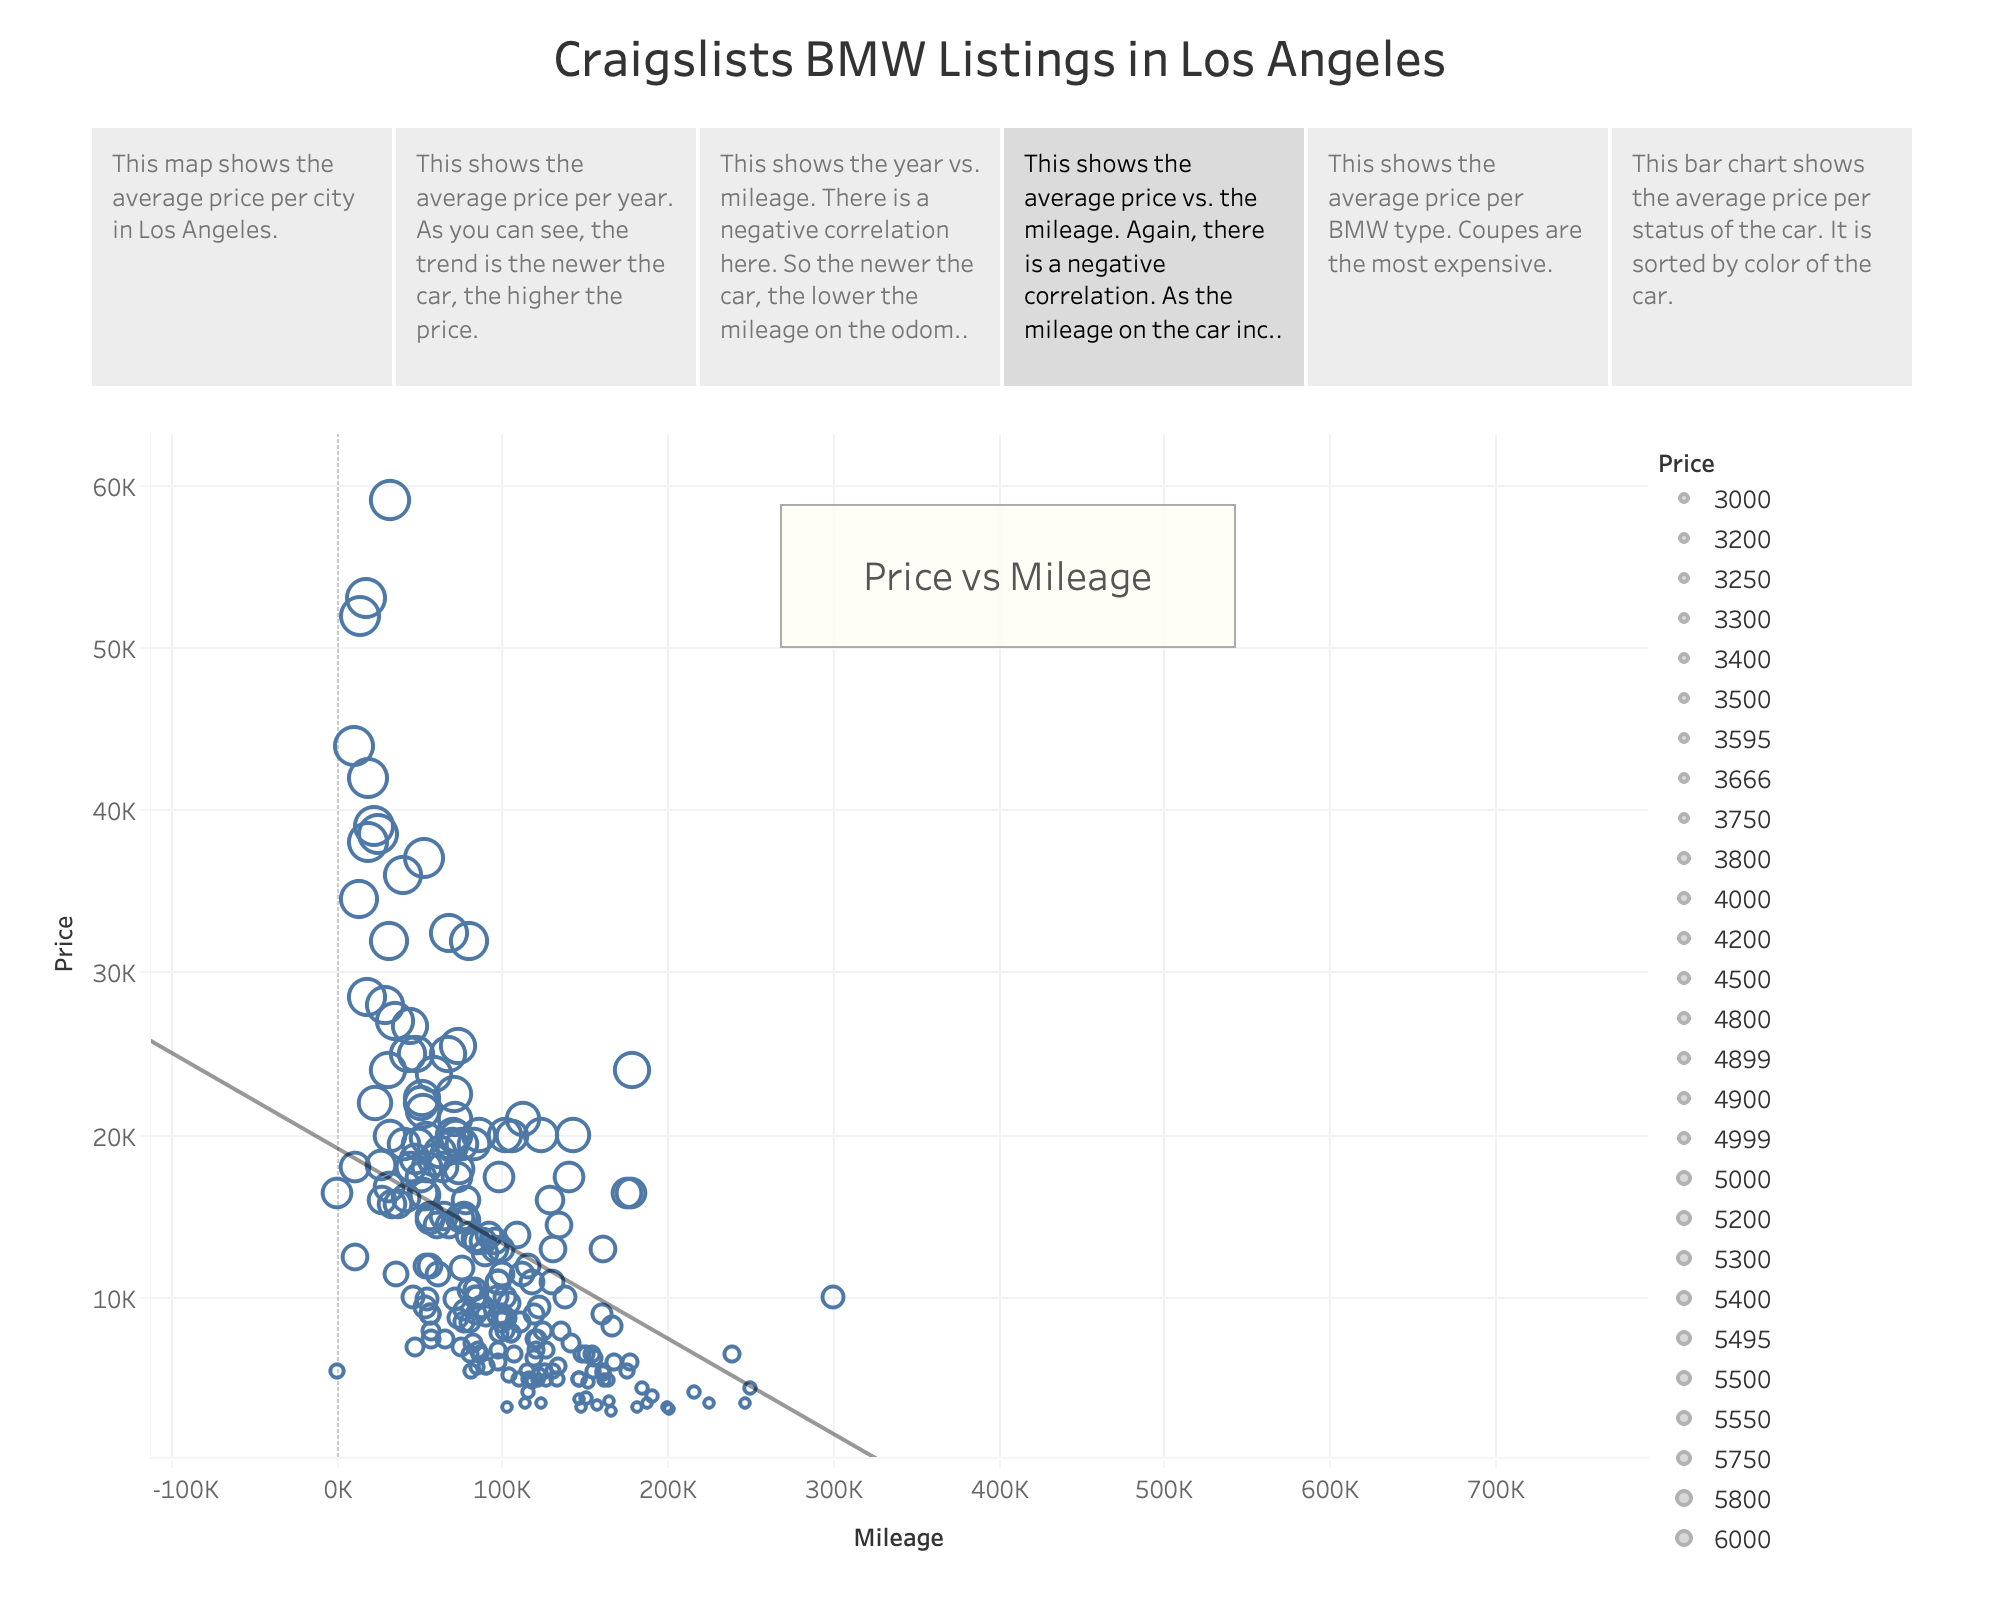 Craigslists BMW Listings in Los Angeles
This map shows the
average price per city
in Los Angeles.
This shows the
average price per year.
As you can see, the
trend is the newer the
car, the higher the
price.
This shows the year vs.
mileage. There is a
negative correlation
here. So the newer the
car, the lower the
mileage on the odom..
This shows the
average price vs. the
mileage. Again, there
is a negative
correlation. As the
mileage on the car inc..
This shows the
average price per
BMW type. Coupes are
the most expensive.
This bar chart shows
the average price per
status of the car. It is
sorted by color of the
car.
Price vs Mileage
Price
60K
50K
40K
30K
20K
10K
-100K
0K
100K
200K
300K
400K
500K
600K
700K
Mileage
Price
3000
3200
3250
3300
3400
3500
3595
3666
3750
3800
4000
4200
4500
4800
4899
4900
4999
5000
5200
5300
5400
5495
5500
5550
5750
5800
6000